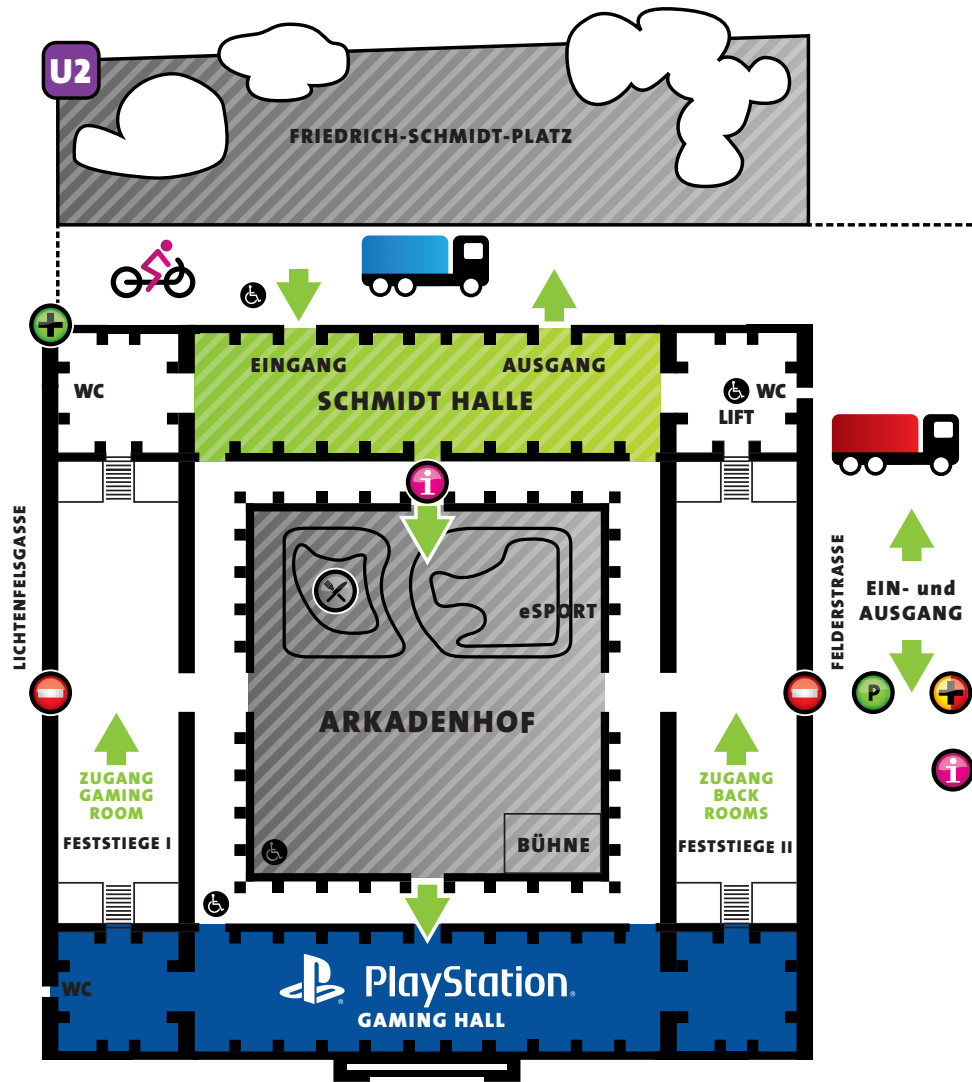 U2
FRIEDRICH-SCHMIDT-PLATZ
EINGANG
AUSGANG
SCHMIDT HALLE
WC
WC
LIFT
i
LICHTENFELSGASSE
FELDERSTRASSE
eSPORT
EIN- und
AUSGANG
P
ARKADENHOF
i
ZUGANG
GAMING
ROOM
FESTSTIEGE I
ZUGANG
BACK
ROOMS
FESTSTIEGE II
BÜHNE
WC
PlayStation®
GAMING HALL